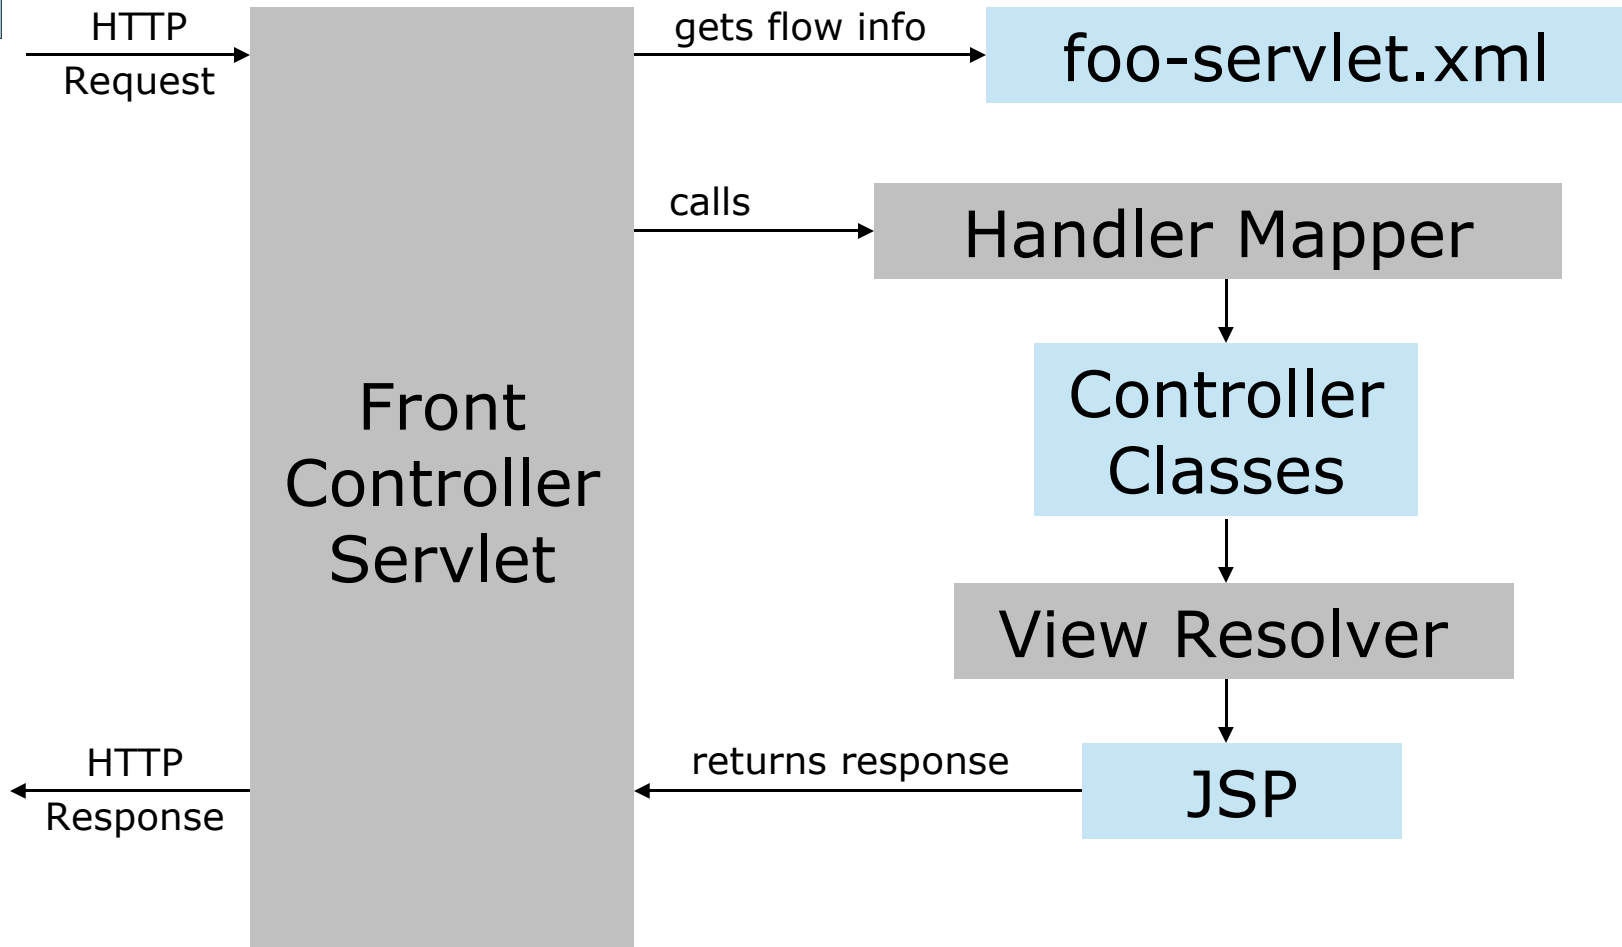 HTTP
Request
gets flow info
foo-servlet.xml
calls
Handler Mapper
Front
Controller
Servlet
Controller
Classes
View Resolver
HTTP
Response
returns response
JSP